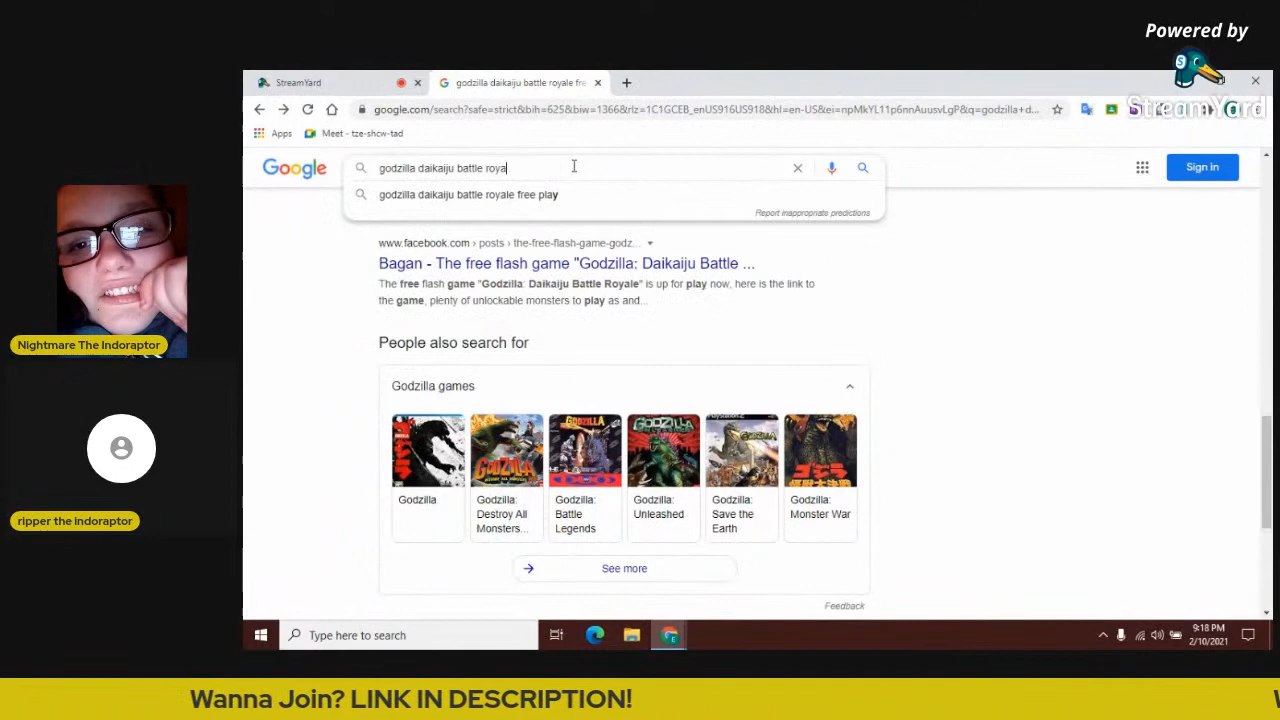 Powered by
StreamYard
StreamYard
godzilla daikaiju battle royale fre
google.com/search?safe=strict&bih=625&biw=1366&rlz=1C1GCEB_enUS916US918&hl=en-US&ei=npMkYL11p6nnAuusvLgP&q=godzilla+d...
Apps
Meet - tze-shcw-tad
Google
godzilla daikaiju battle roya
Sign in
godzilla daikaiju battle royale free play
Report inappropriate predictions
www.facebook.com › posts › the-free-flash-game-godz...
Bagan - The free flash game "Godzilla: Daikaiju Battle ...
The free flash game "Godzilla: Daikaiju Battle Royale" is up for play now, here is the link to
the game, plenty of unlockable monsters to play as and...
People also search for
Godzilla games
Godzilla
Godzilla: Destroy All Monsters...
Godzilla: Battle Legends
Godzilla: Unleashed
Godzilla: Save the Earth
Godzilla: Monster War
See more
Feedback
Nightmare The Indoraptor
ripper the indoraptor
Type here to search
9:18 PM
2/10/2021
Wanna Join? LINK IN DESCRIPTION!